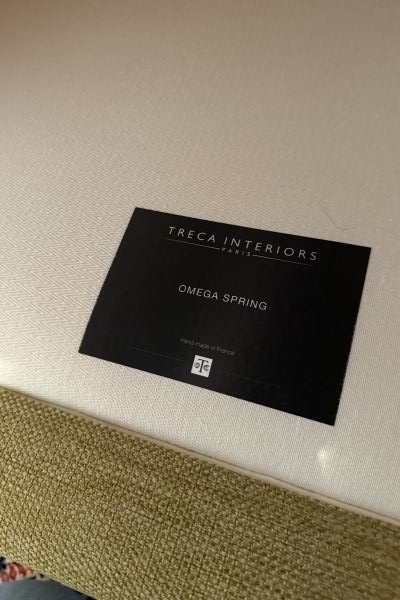 TRECA INTERIORS
PARIS
OMEGA SPRING
Hand made in France